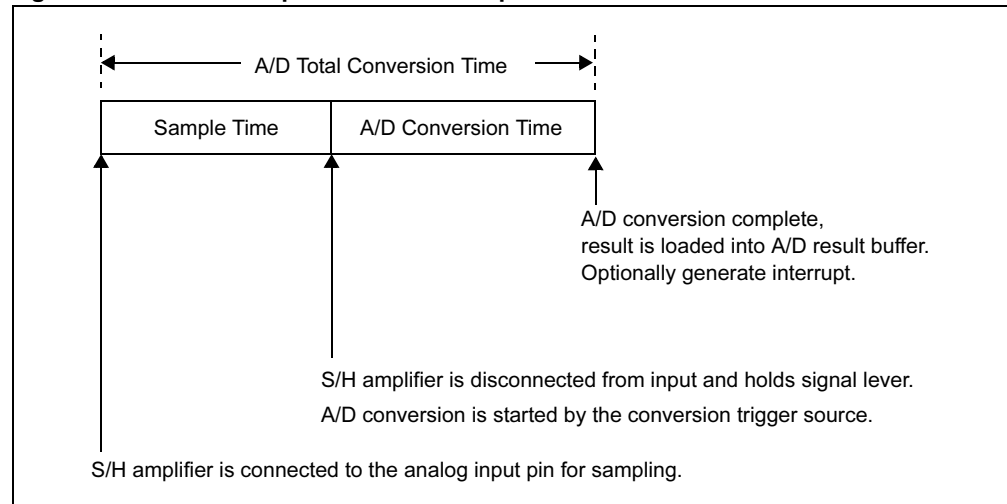 A/D Total Conversion Time
Sample Time
A/D Conversion Time
A/D conversion complete,
result is loaded into A/D result buffer.
Optionally generate interrupt.
S/H amplifier is disconnected from input and holds signal lever.
A/D conversion is started by the conversion trigger source.
S/H amplifier is connected to the analog input pin for sampling.